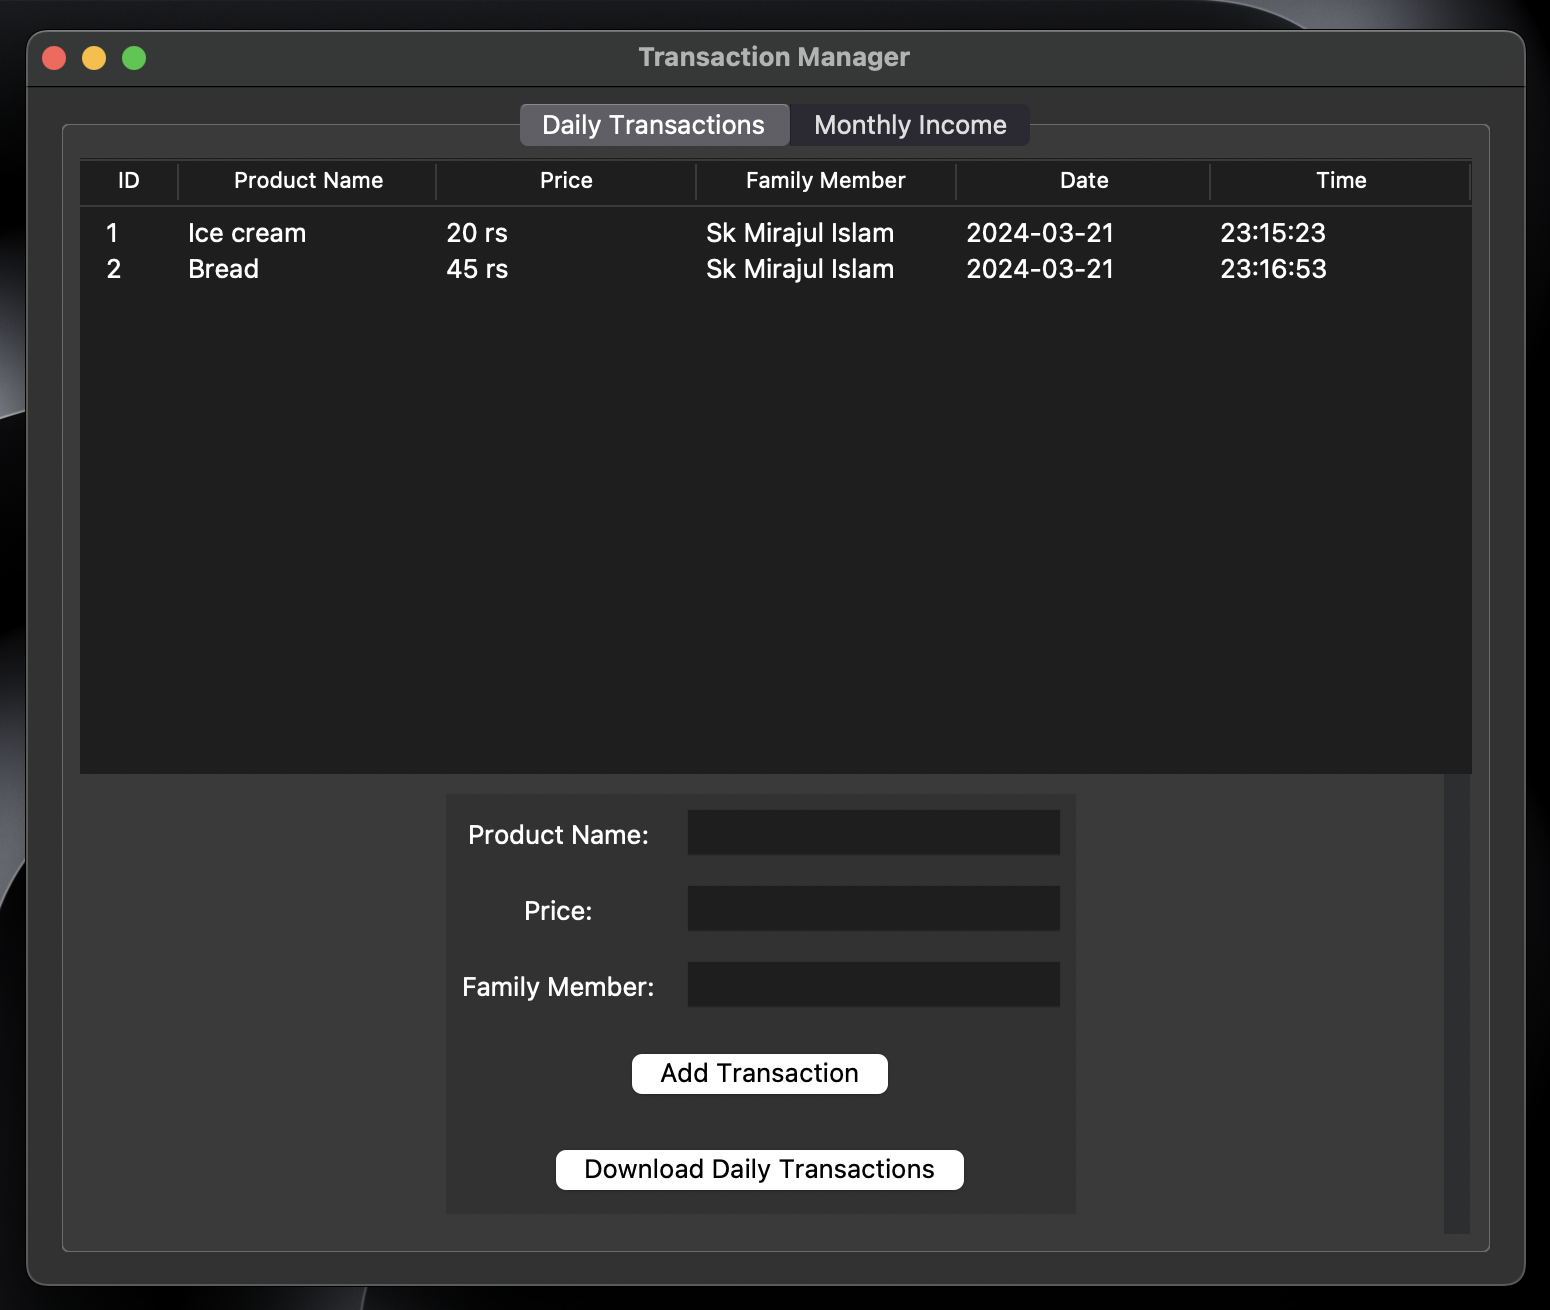 Transaction Manager
Daily Transactions Monthly Income
ID Product Name Price Family Member Date Time
1 Ice cream 20 rs Sk Mirajul Islam 2024-03-21 23:15:23
2 Bread 45 rs Sk Mirajul Islam 2024-03-21 23:16:53
Product Name:
Price:
Family Member:
Add Transaction
Download Daily Transactions